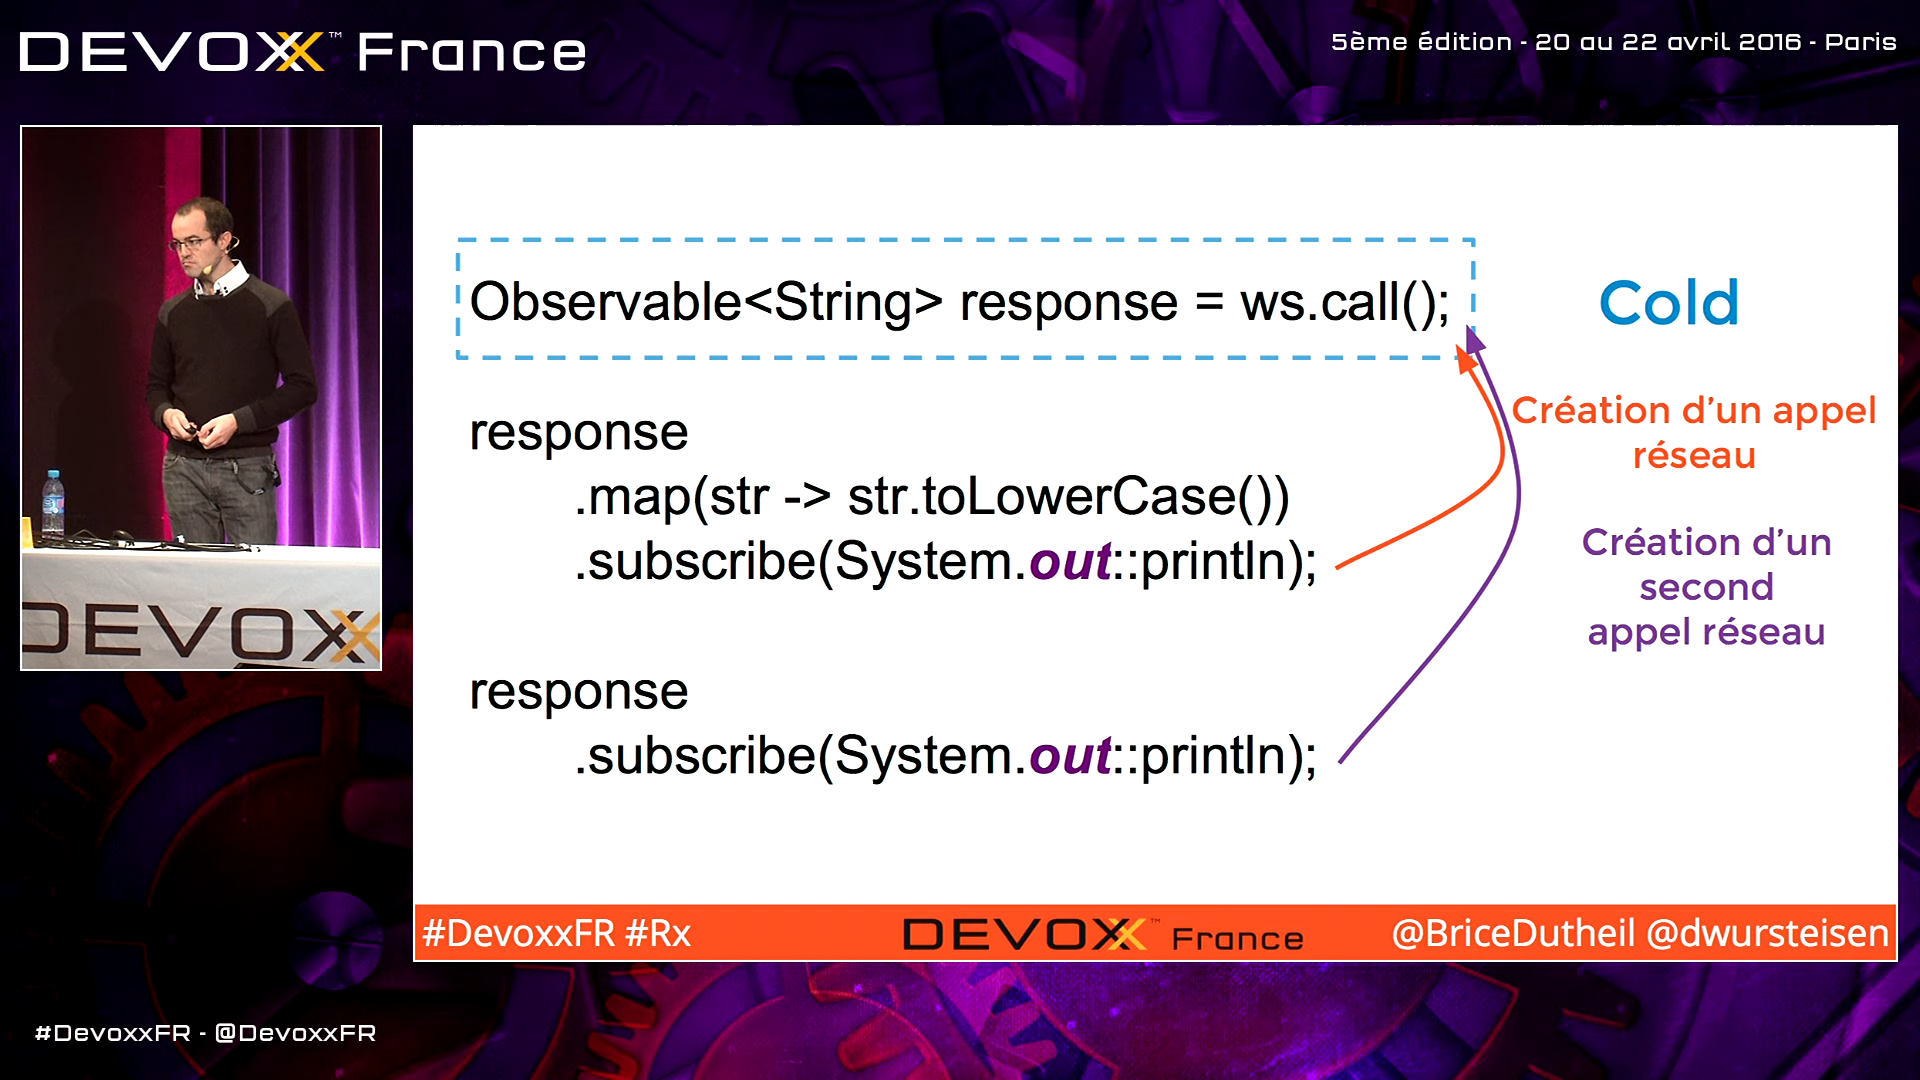 DEVOXX™ France
5ème édition - 20 au 22 avril 2016 - Paris
Observable<String> response = ws.call();
Cold
response
.map(str -> str.toLowerCase())
.subscribe(System.out::println);
Création d’un appel
réseau
Création d’un
second
appel réseau
response
.subscribe(System.out::println);
DEVOXX
#DevoxxFR #Rx
DEVOXX™ France
@BriceDutheil @dwursteisen
#DevoxxFR - @DevoxxFR